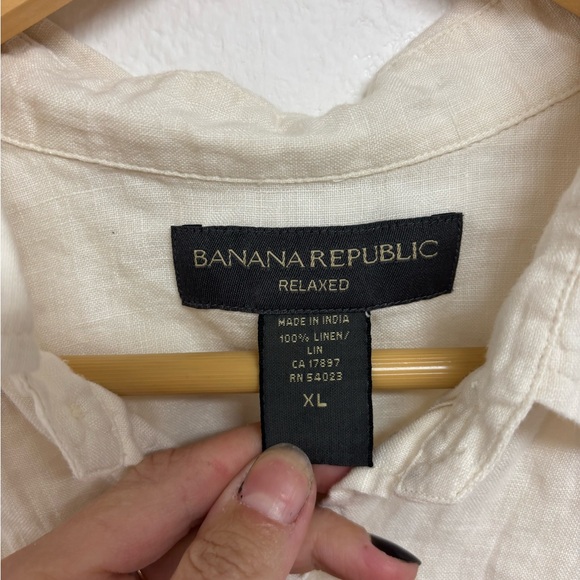 BANANA REPUBLIC
RELAXED
MADE IN INDIA
100% LINEN/
LIN
CA 17897
RN 54023
XL